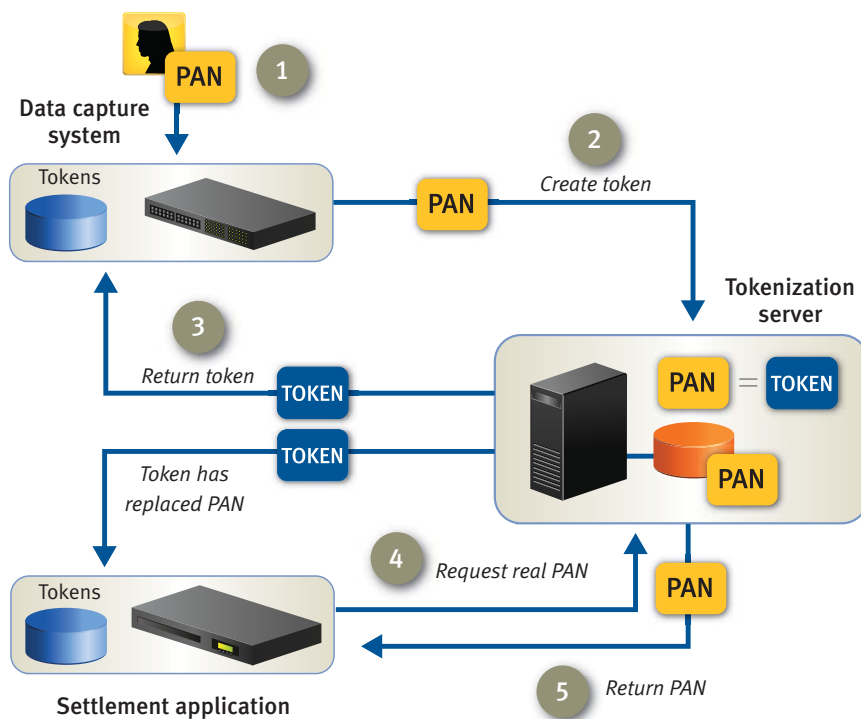 PAN
1
Data capture
system
Tokens
PAN
2
Create token
Tokenization
server
3
Return token
TOKEN
PAN = TOKEN
TOKEN
Token has
replaced PAN
PAN
4
Request real PAN
PAN
Tokens
5
Return PAN
Settlement application